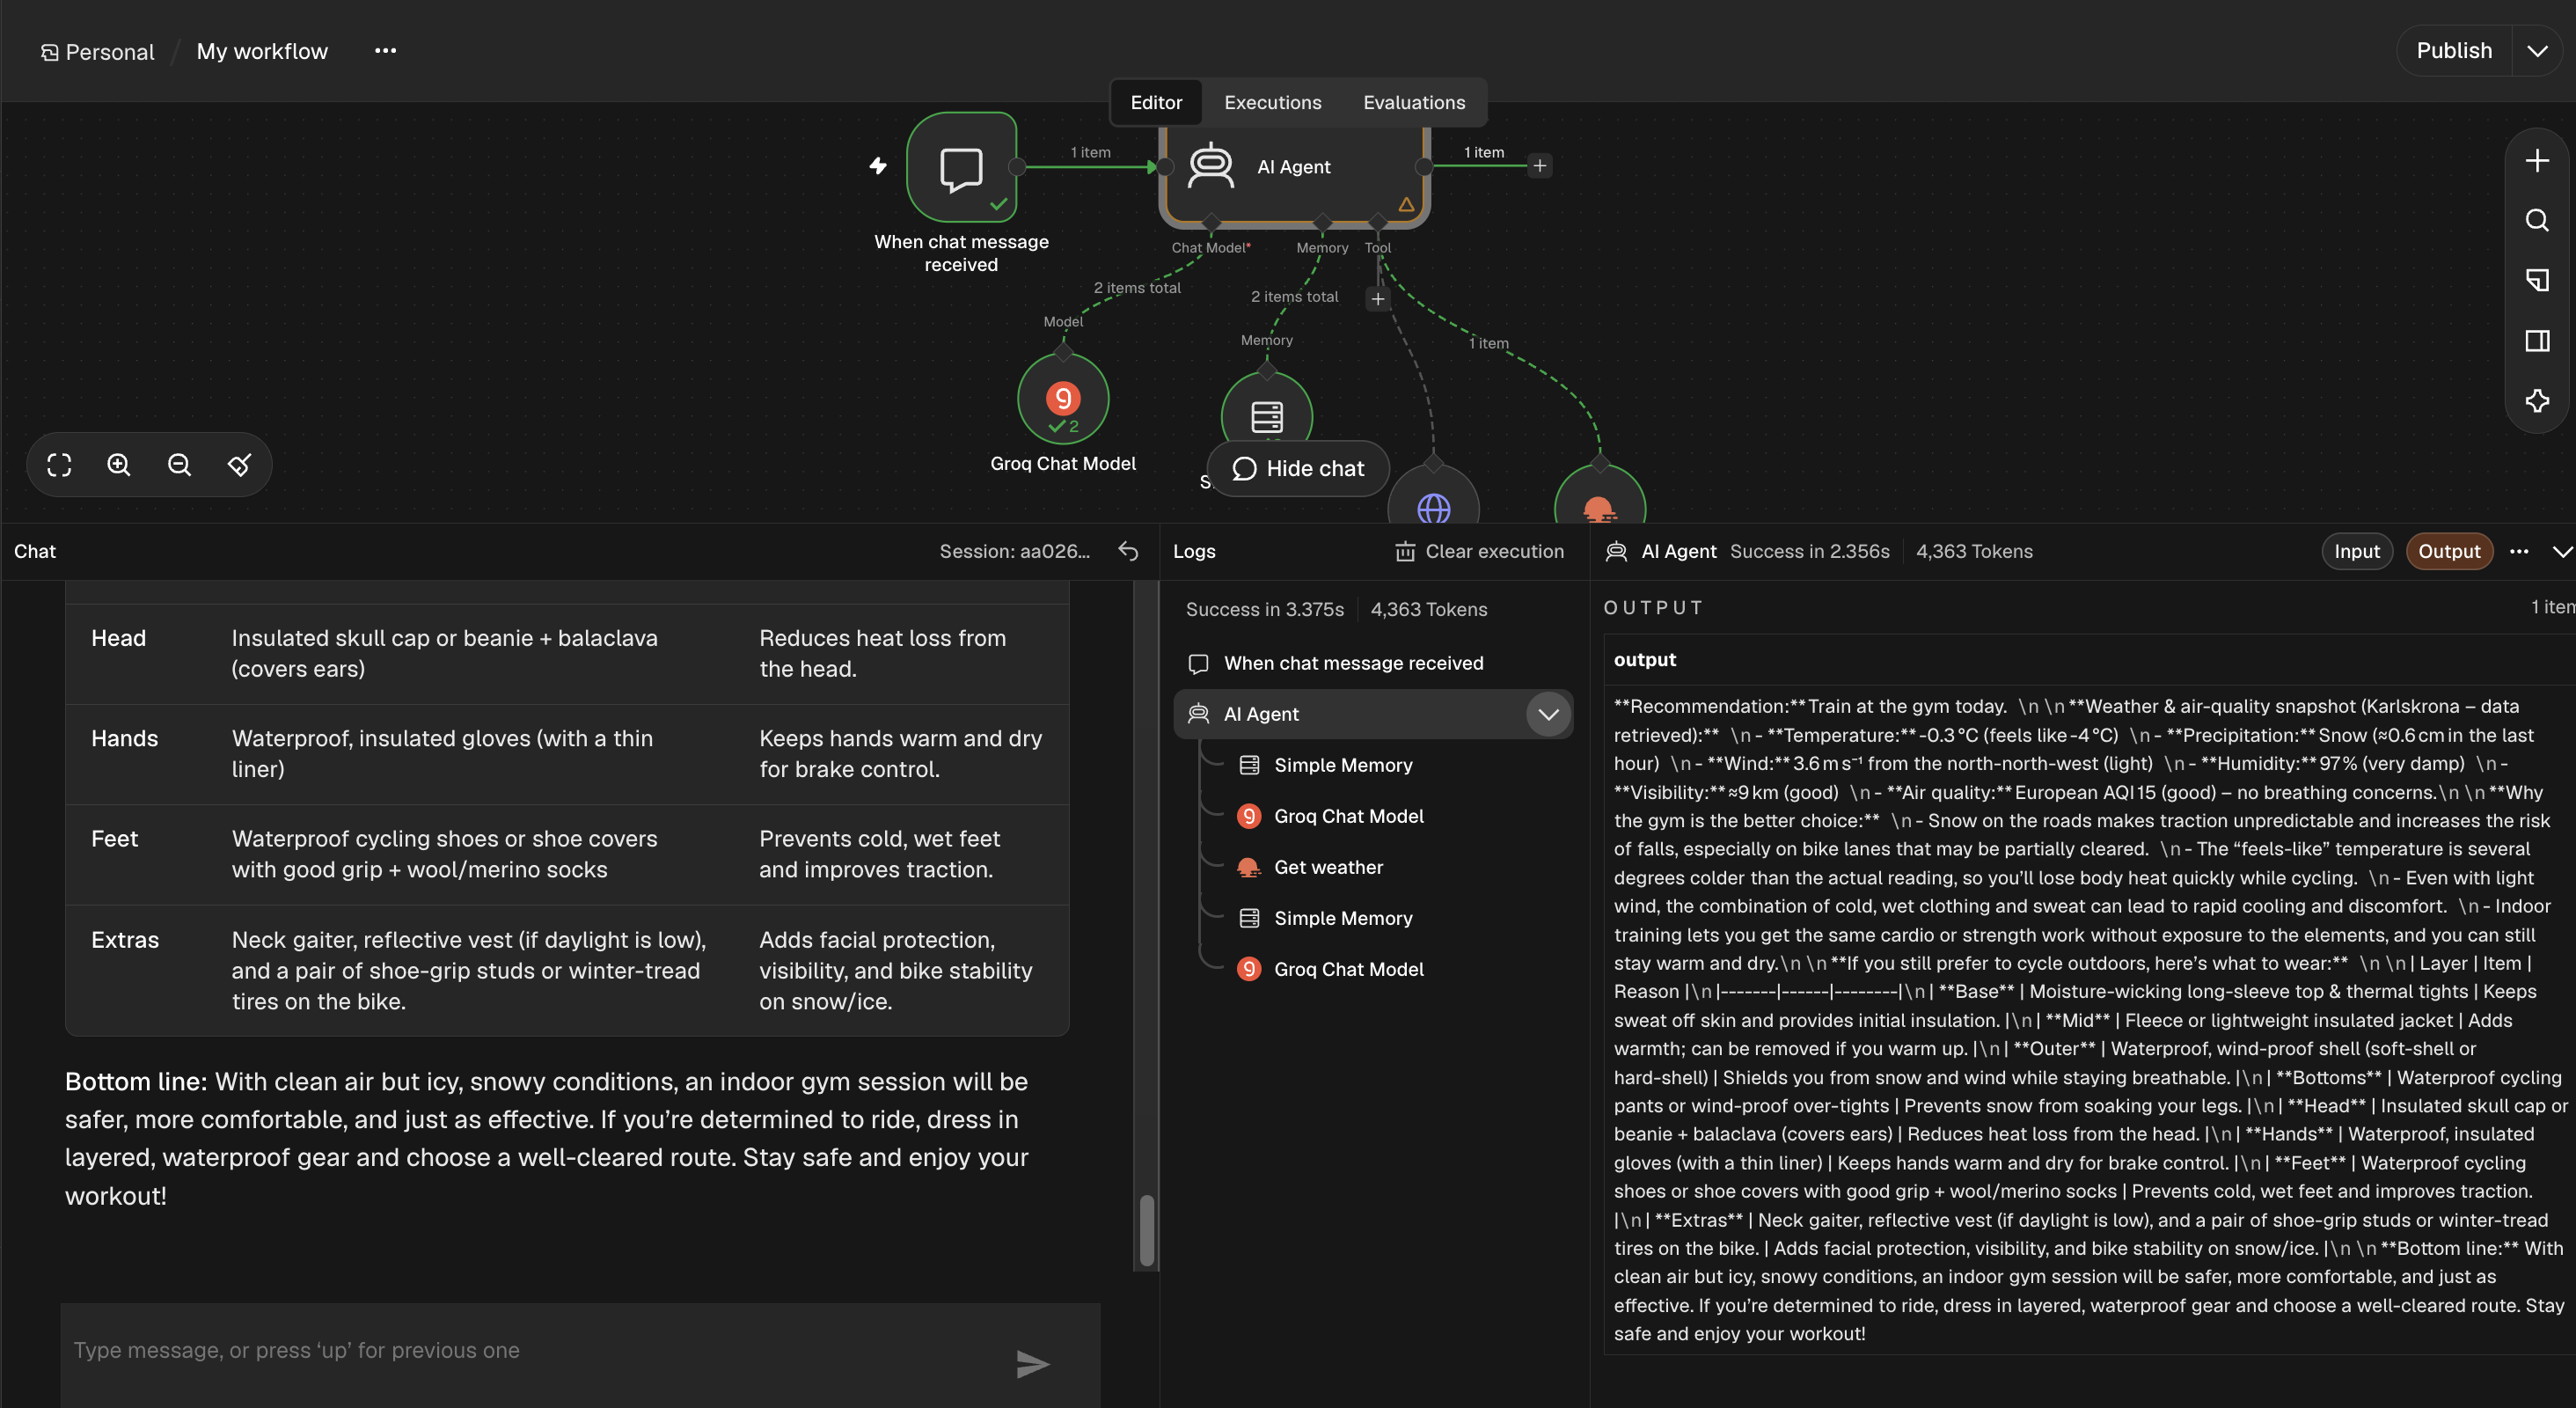 Personal / My workflow
Publish
Editor Executions Evaluations
1 item
AI Agent
1 item
When chat message
received
Chat Model*
Memory
Tool
2 items total
2 items total
1 item
Model
Memory
2
Groq Chat Model
Hide chat
Chat
Session: aa026...
Head
Insulated skull cap or beanie + balaclava
(covers ears)
Reduces heat loss from
the head.
Hands
Waterproof, insulated gloves (with a thin
liner)
Keeps hands warm and dry
for brake control.
Feet
Waterproof cycling shoes or shoe covers
with good grip + wool/merino socks
Prevents cold, wet feet
and improves traction.
Extras
Neck gaiter, reflective vest (if daylight is low),
and a pair of shoe-grip studs or winter-tread
tires on the bike.
Adds facial protection,
visibility, and bike stability
on snow/ice.
Bottom line: With clean air but icy, snowy conditions, an indoor gym session will be
safer, more comfortable, and just as effective. If you’re determined to ride, dress in
layered, waterproof gear and choose a well-cleared route. Stay safe and enjoy your
workout!
Type message, or press ‘up’ for previous one
Logs
Clear execution
Success in 3.375s
4,363 Tokens
When chat message received
AI Agent
Simple Memory
Groq Chat Model
Get weather
Simple Memory
Groq Chat Model
AI Agent Success in 2.356s 4,363 Tokens
Input Output
OUTPUT
1 item
output
**Recommendation:** Train at the gym today. \n \n **Weather & air-quality snapshot (Karlskrona – data
retrieved):** \n - **Temperature:** -0.3 °C (feels like -4 °C) \n - **Precipitation:** Snow (≈0.6 cm in the last
hour) \n - **Wind:** 3.6 m s⁻¹ from the north-north-west (light) \n - **Humidity:** 97 % (very damp) \n -
**Visibility:** ≈9 km (good) \n - **Air quality:** European AQI 15 (good) – no breathing concerns.\n \n **Why
the gym is the better choice:** \n - Snow on the roads makes traction unpredictable and increases the risk
of falls, especially on bike lanes that may be partially cleared. \n - The “feels-like” temperature is several
degrees colder than the actual reading, so you’ll lose body heat quickly while cycling. \n - Even with light
wind, the combination of cold, wet clothing and sweat can lead to rapid cooling and discomfort. \n - Indoor
training lets you get the same cardio or strength work without exposure to the elements, and you can still
stay warm and dry.\n \n **If you still prefer to cycle outdoors, here’s what to wear:** \n \n | Layer | Item |
Reason |\n |-------|------|--------|\n | **Base** | Moisture-wicking long-sleeve top & thermal tights | Keeps
sweat off skin and provides initial insulation. |\n | **Mid** | Fleece or lightweight insulated jacket | Adds
warmth; can be removed if you warm up. |\n | **Outer** | Waterproof, wind-proof shell (soft-shell or
hard-shell) | Shields you from snow and wind while staying breathable. |\n | **Bottoms** | Waterproof cycling
pants or wind-proof over-tights | Prevents snow from soaking your legs. |\n | **Head** | Insulated skull cap or
beanie + balaclava (covers ears) | Reduces heat loss from the head. |\n | **Hands** | Waterproof, insulated
gloves (with a thin liner) | Keeps hands warm and dry for brake control. |\n | **Feet** | Waterproof cycling
shoes or shoe covers with good grip + wool/merino socks | Prevents cold, wet feet and improves traction.
|\n | **Extras** | Neck gaiter, reflective vest (if daylight is low), and a pair of shoe-grip studs or winter-tread
tires on the bike. | Adds facial protection, visibility, and bike stability on snow/ice. |\n \n **Bottom line:** With
clean air but icy, snowy conditions, an indoor gym session will be safer, more comfortable, and just as
effective. If you’re determined to ride, dress in layered, waterproof gear and choose a well-cleared route. Stay
safe and enjoy your workout!